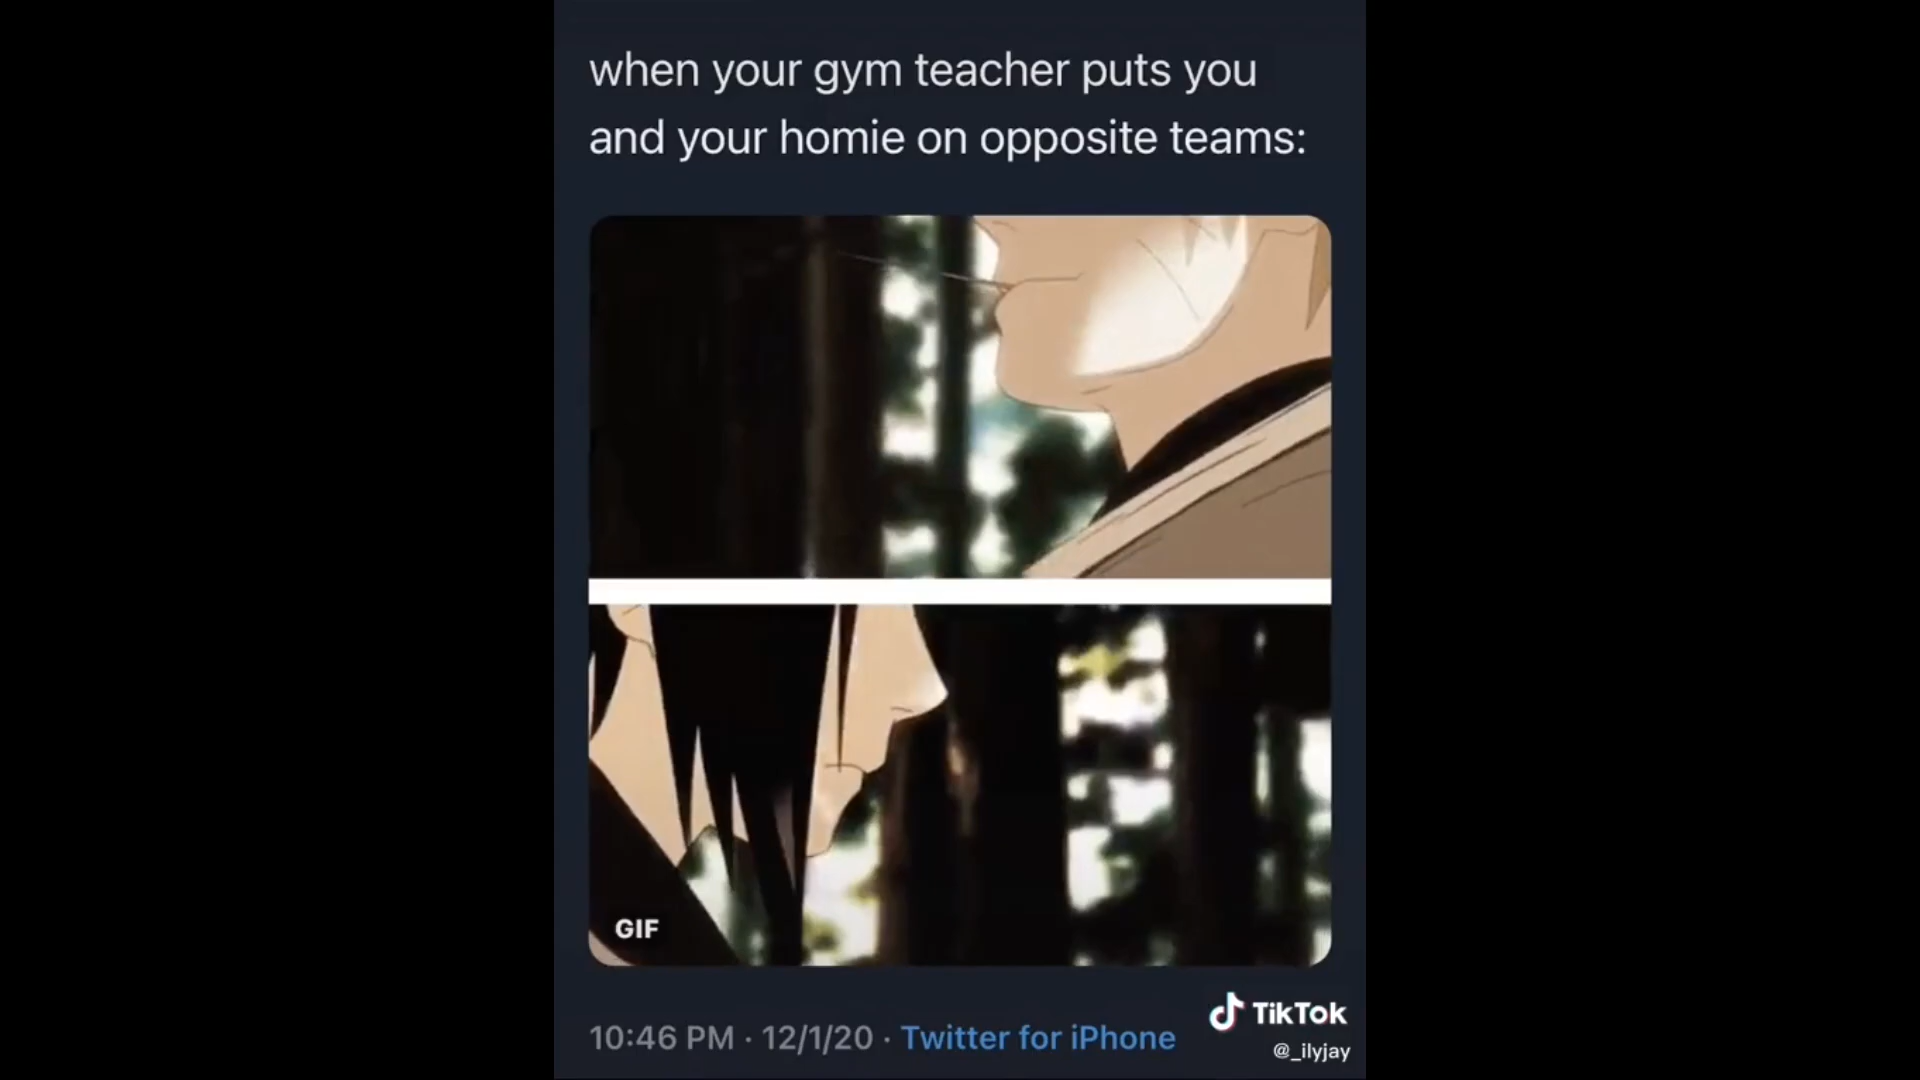 when your gym teacher puts you
and your homie on opposite teams:
GIF
10:46 PM · 12/1/20 · Twitter for iPhone
TikTok
@_ilyjay